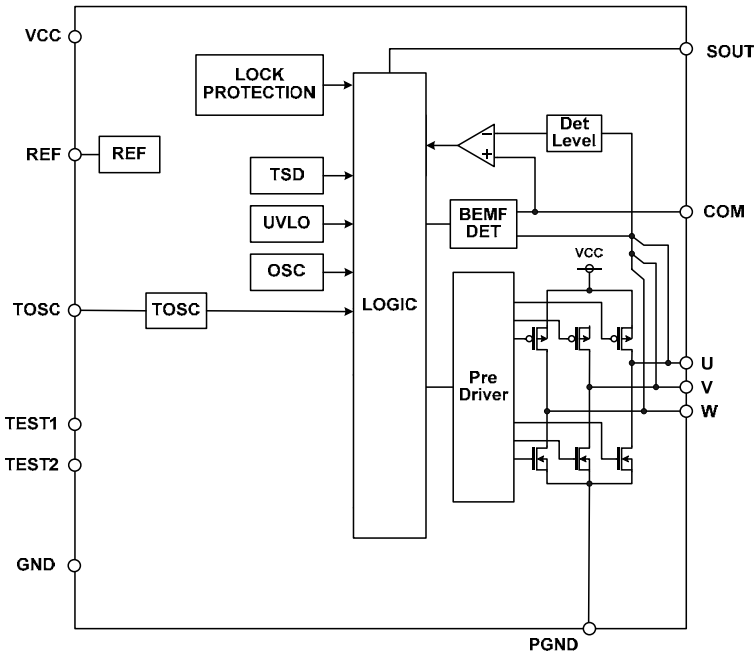 VCC
SOUT
LOCK
PROTECTION
Det
Level
−
+
REF
REF
TSD
BEMF
DET
COM
UVLO
OSC
VCC
TOSC
TOSC
LOGIC
Pre
Driver
U
V
W
TEST1
TEST2
GND
PGND